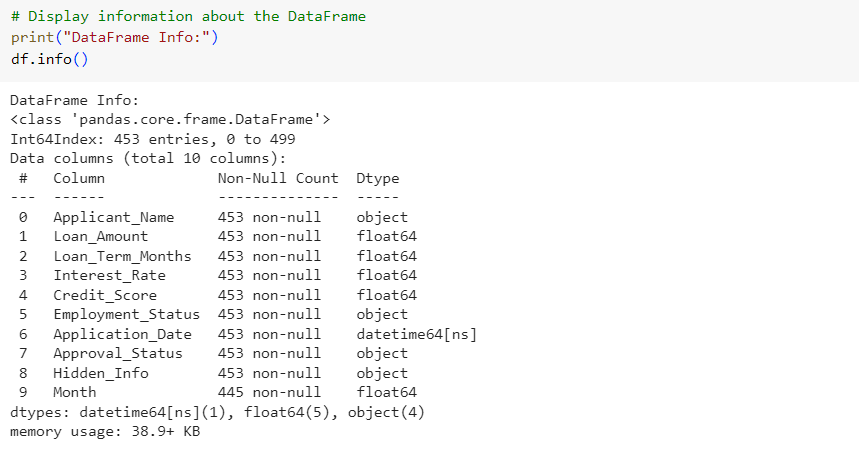 # Display information about the DataFrame
print("DataFrame Info:")
df.info()
DataFrame Info:
<class 'pandas.core.frame.DataFrame'>
Int64Index: 453 entries, 0 to 499
Data columns (total 10 columns):
 #   Column             Non-Null Count  Dtype
---  ------             --------------  -----
 0   Applicant_Name     453 non-null    object
 1   Loan_Amount        453 non-null    float64
 2   Loan_Term_Months   453 non-null    float64
 3   Interest_Rate      453 non-null    float64
 4   Credit_Score       453 non-null    float64
 5   Employment_Status  453 non-null    object
 6   Application_Date   453 non-null    datetime64[ns]
 7   Approval_Status    453 non-null    object
 8   Hidden_Info        453 non-null    object
 9   Month              445 non-null    float64
dtypes: datetime64[ns](1), float64(5), object(4)
memory usage: 38.9+ KB